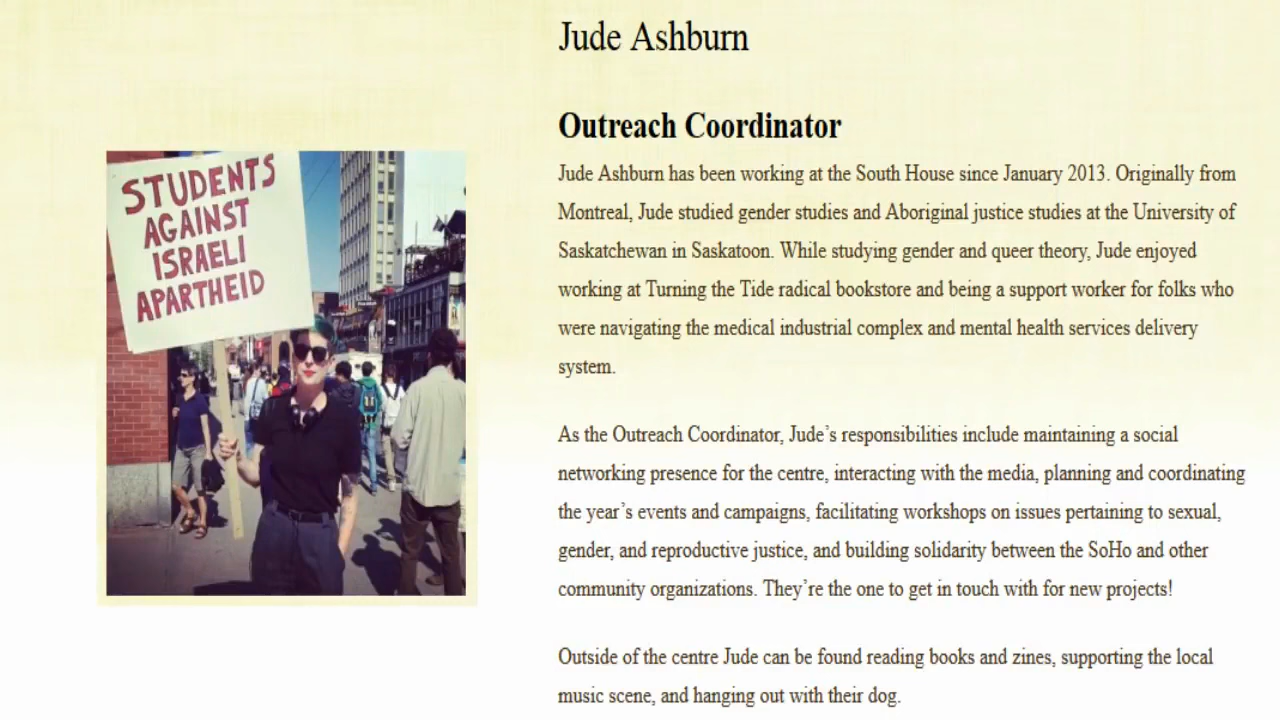 Jude Ashburn
Outreach Coordinator
Jude Ashburn has been working at the South House since January 2013. Originally from
Montreal, Jude studied gender studies and Aboriginal justice studies at the University of
Saskatchewan in Saskatoon. While studying gender and queer theory, Jude enjoyed
working at Turning the Tide radical bookstore and being a support worker for folks who
were navigating the medical industrial complex and mental health services delivery
system.
As the Outreach Coordinator, Jude’s responsibilities include maintaining a social
networking presence for the centre, interacting with the media, planning and coordinating
the year’s events and campaigns, facilitating workshops on issues pertaining to sexual,
gender, and reproductive justice, and building solidarity between the SoHo and other
community organizations. They’re the one to get in touch with for new projects!
Outside of the centre Jude can be found reading books and zines, supporting the local
music scene, and hanging out with their dog.
STUDENTS
AGAINST
ISRAELI
APARTHEID